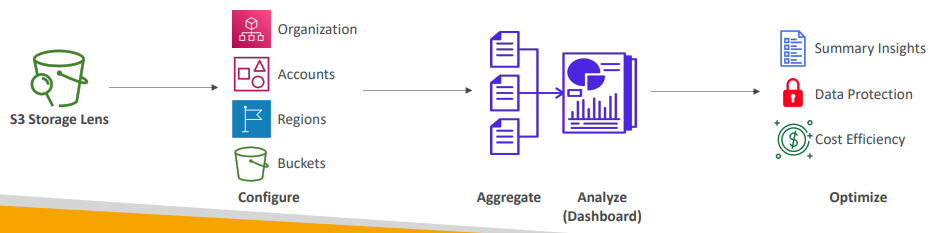 S3 Storage Lens
Organization
Accounts
Regions
Buckets
Configure
Aggregate
Analyze
(Dashboard)
Summary Insights
Data Protection
Cost Efficiency
Optimize